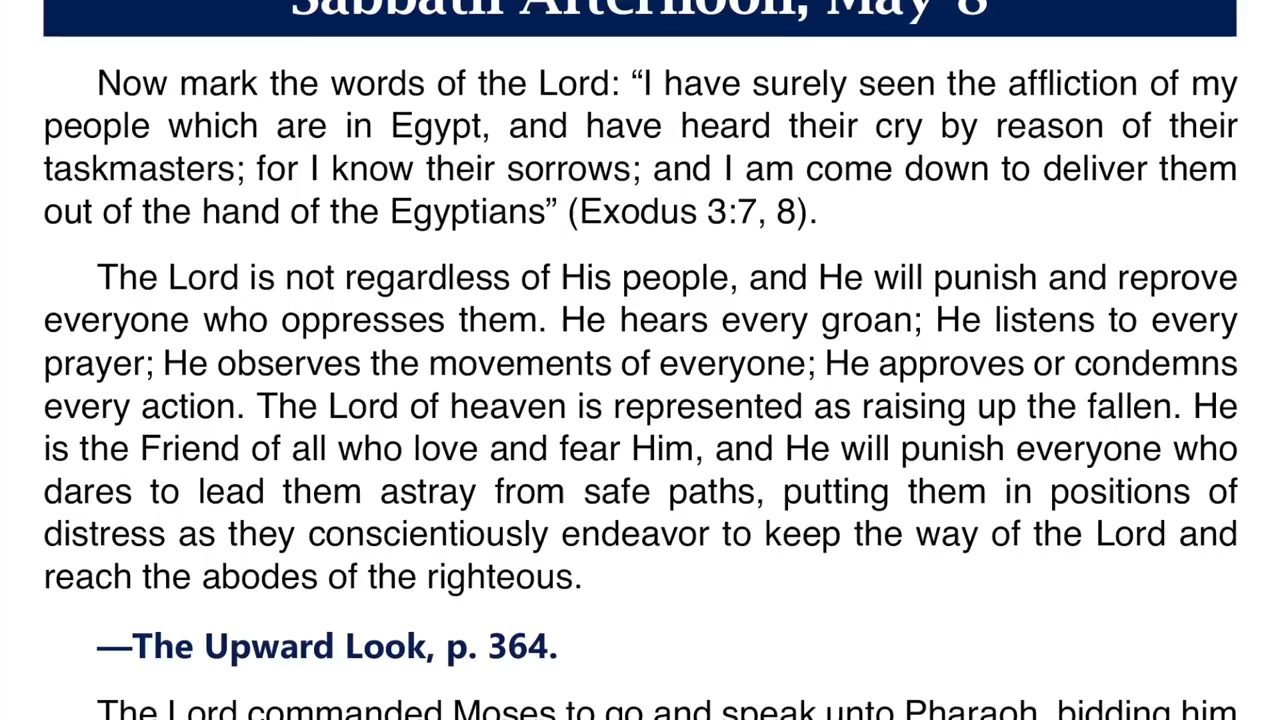 Sabbath Afternoon, May 8
Now mark the words of the Lord: “I have surely seen the affliction of my
people which are in Egypt, and have heard their cry by reason of their
taskmasters; for I know their sorrows; and I am come down to deliver them
out of the hand of the Egyptians” (Exodus 3:7, 8).
The Lord is not regardless of His people, and He will punish and reprove
everyone who oppresses them. He hears every groan; He listens to every
prayer; He observes the movements of everyone; He approves or condemns
every action. The Lord of heaven is represented as raising up the fallen. He
is the Friend of all who love and fear Him, and He will punish everyone who
dares to lead them astray from safe paths, putting them in positions of
distress as they conscientiously endeavor to keep the way of the Lord and
reach the abodes of the righteous.
—The Upward Look, p. 364.
The Lord commanded Moses to go and speak unto Pharaoh, bidding him